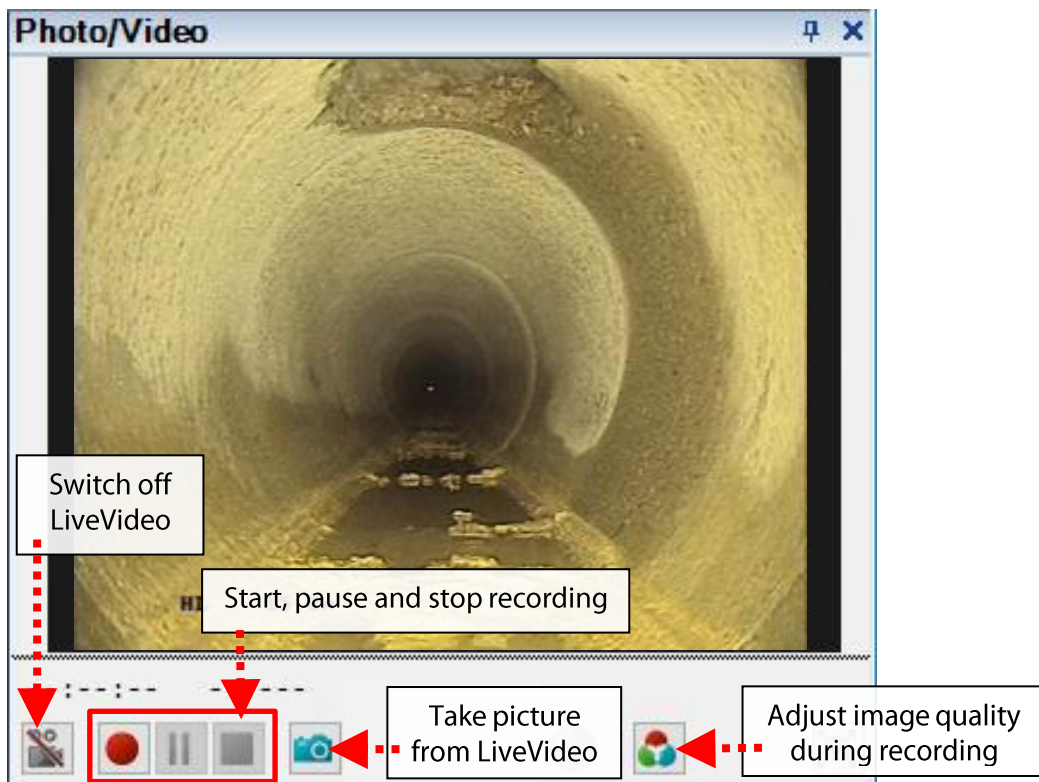 Photo/Video
Switch off
LiveVideo
Start, pause and stop recording
:--:-- -----
Take picture
from LiveVideo
Adjust image quality
during recording